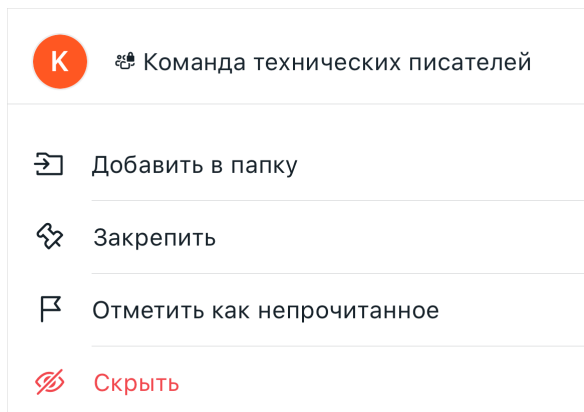 К
Команда технических писателей
Добавить в папку
Закрепить
Отметить как непрочитанное
Скрыть